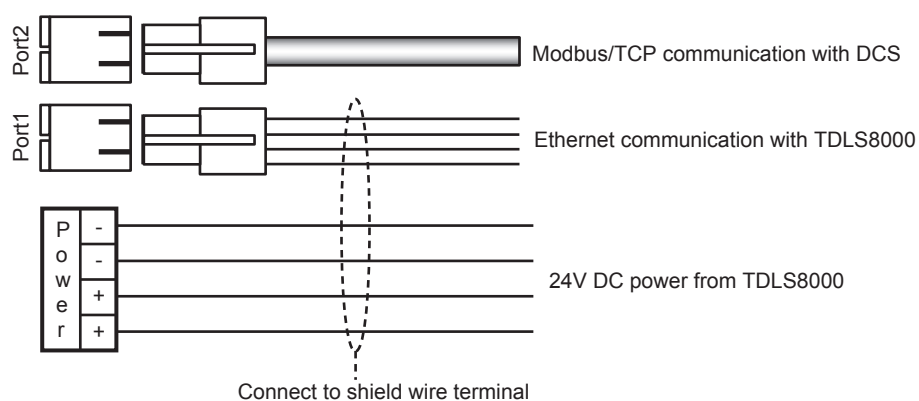 Port2
Modbus/TCP communication with DCS
Port1
Ethernet communication with TDLS8000
Power
-
-
+
+
24V DC power from TDLS8000
Connect to shield wire terminal